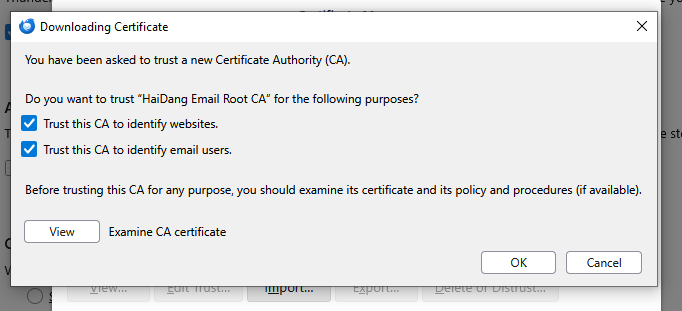 Downloading Certificate
You have been asked to trust a new Certificate Authority (CA).
Do you want to trust “HaiDang Email Root CA” for the following purposes?
Trust this CA to identify websites.
Trust this CA to identify email users.
Before trusting this CA for any purpose, you should examine its certificate and its policy and procedures (if available).
View Examine CA certificate
OK Cancel
View... Edit Trust... Import... Export... Delete or Distrust...